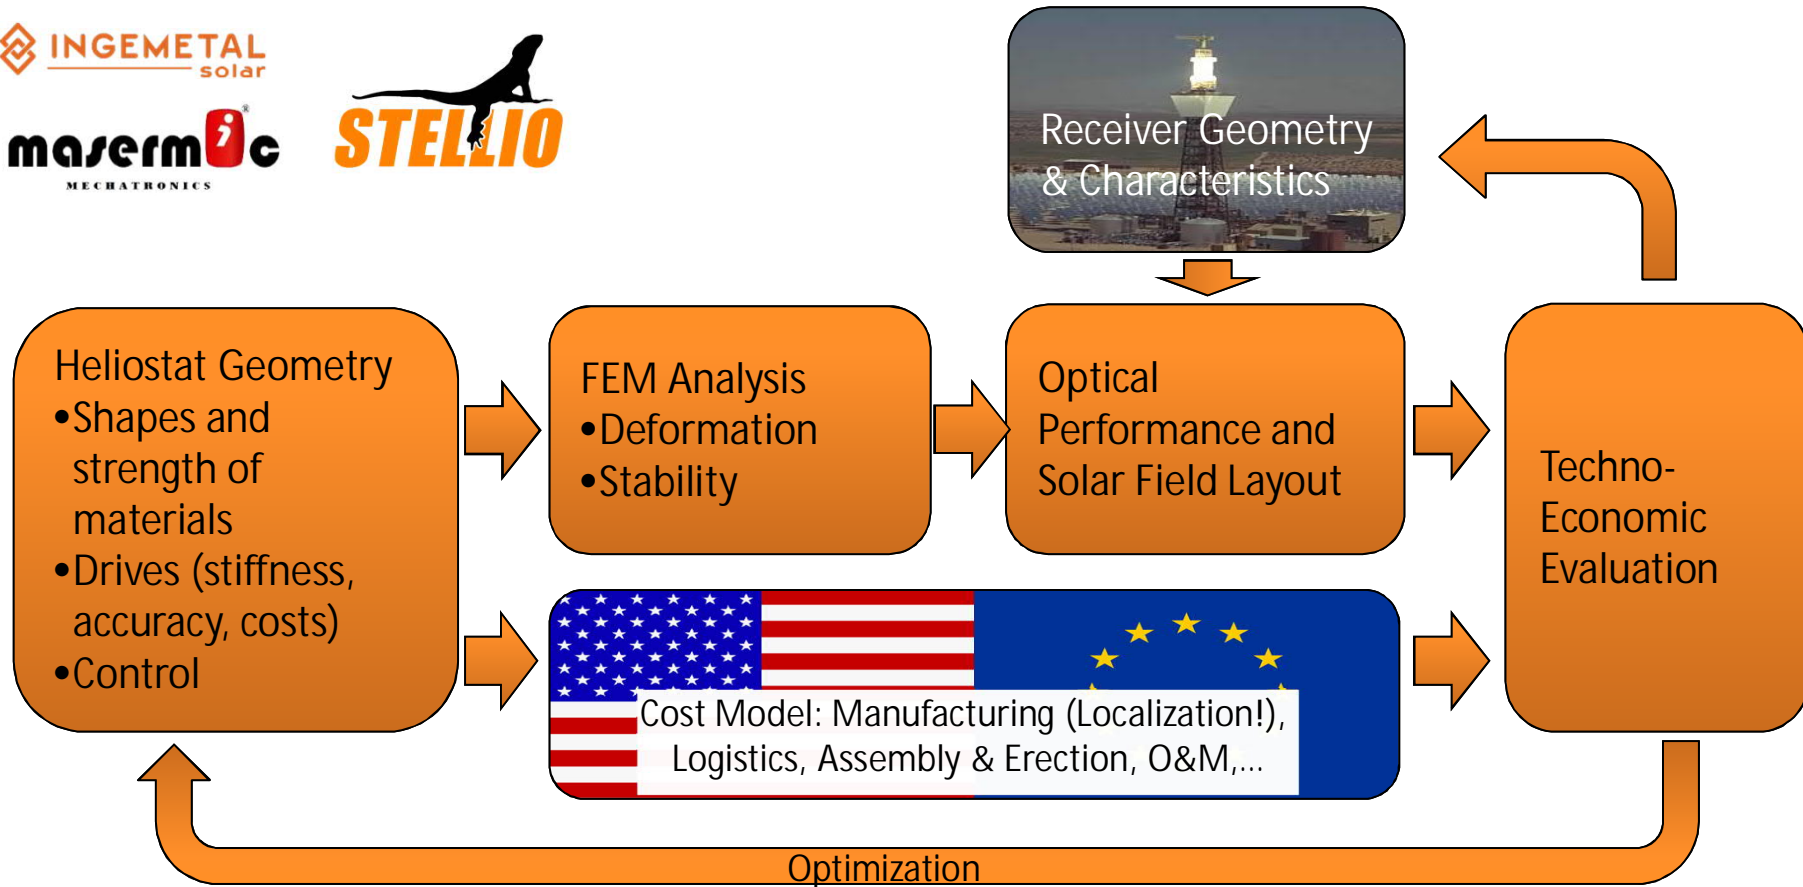 INGEMETAL
solar
masermic
MECHATRONICS
STELLIO
Receiver Geometry
& Characteristics
Heliostat Geometry
•Shapes and
strength of
materials
•Drives (stiffness,
accuracy, costs)
•Control
FEM Analysis
•Deformation
•Stability
Optical
Performance and
Solar Field Layout
Techno-
Economic
Evaluation
Cost Model: Manufacturing (Localization!),
Logistics, Assembly & Erection, O&M,...
Optimization